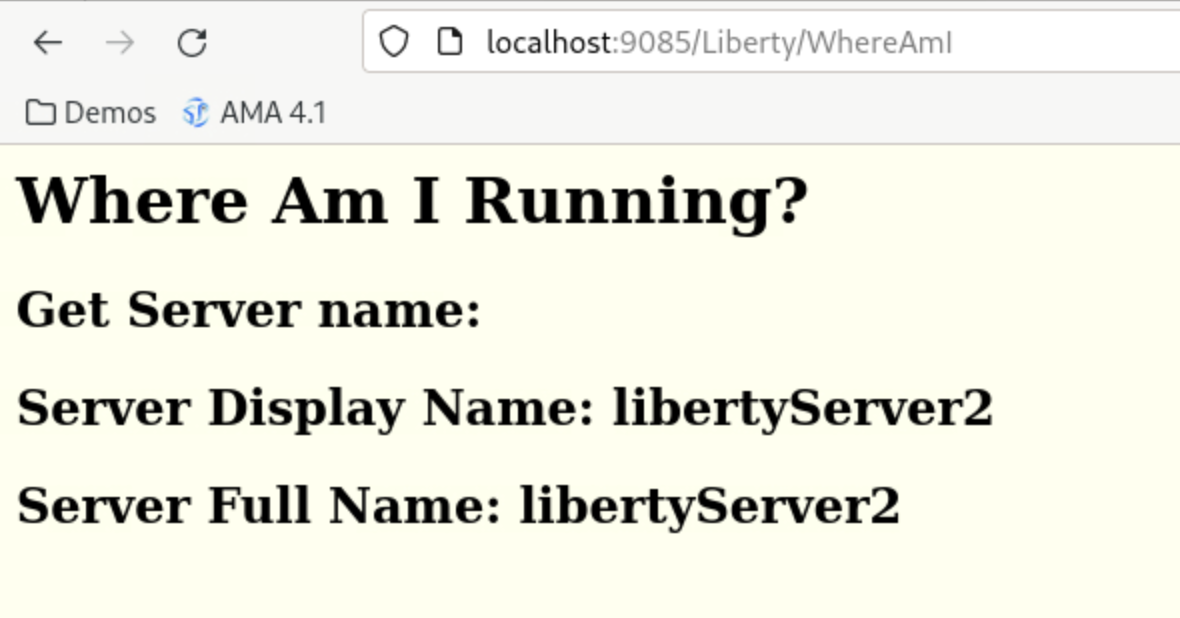 localhost:9085/Liberty/WhereAmI
Demos AMA 4.1
Where Am I Running?
Get Server name:
Server Display Name: libertyServer2
Server Full Name: libertyServer2